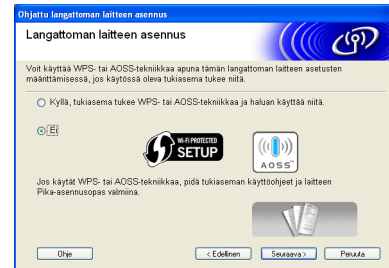 Ohjattu langattoman laitteen asennus
Langattoman laitteen asennus
Voit käyttää WPS- tai AOSS-tekniikkaa apuna tämän langattoman laitteen asetusten
määrittämisessä, jos käytössä oleva tukiasema tukee niitä.
Kyllä, tukiasema tukee WPS- tai AOSS-tekniikkaa ja haluan käyttää niitä.
Ei
WI-FI PROTECTED
SETUP
AOSS™
Jos käytät WPS- tai AOSS-tekniikkaa, pidä tukiaseman käyttöohjeet ja laitteen
Pika-asennusopas valmiina.
Ohje
< Edellinen
Seuraava >
Peruuta